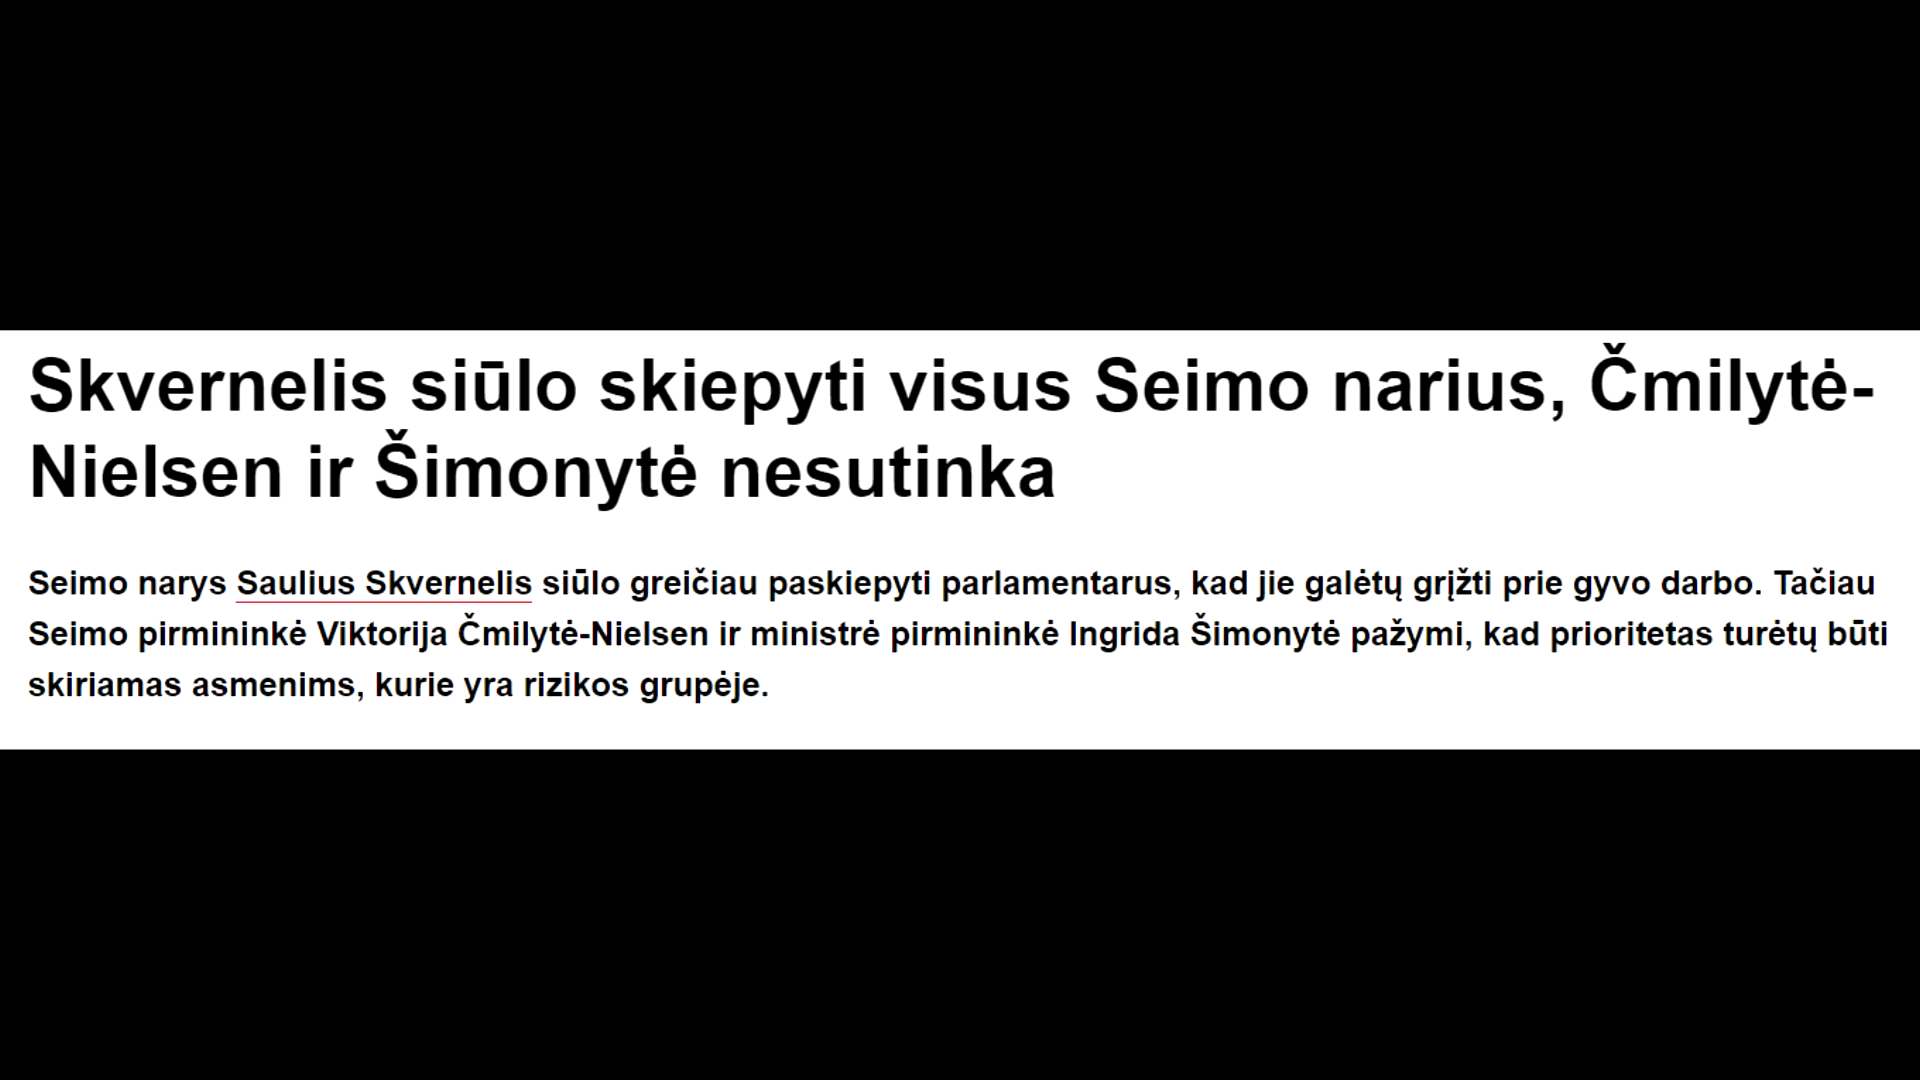 Skvernelis siūlo skiepyti visus Seimo narius, Čmilytė-
Nielsen ir Šimonytė nesutinka
Seimo narys Saulius Skvernelis siūlo greičiau paskiepyti parlamentarus, kad jie galėtų grįžti prie gyvo darbo. Tačiau
Seimo pirmininkė Viktorija Čmilytė-Nielsen ir ministrė pirmininkė Ingrida Šimonytė pažymi, kad prioritetas turėtų būti
skiriamas asmenims, kurie yra rizikos grupėje.